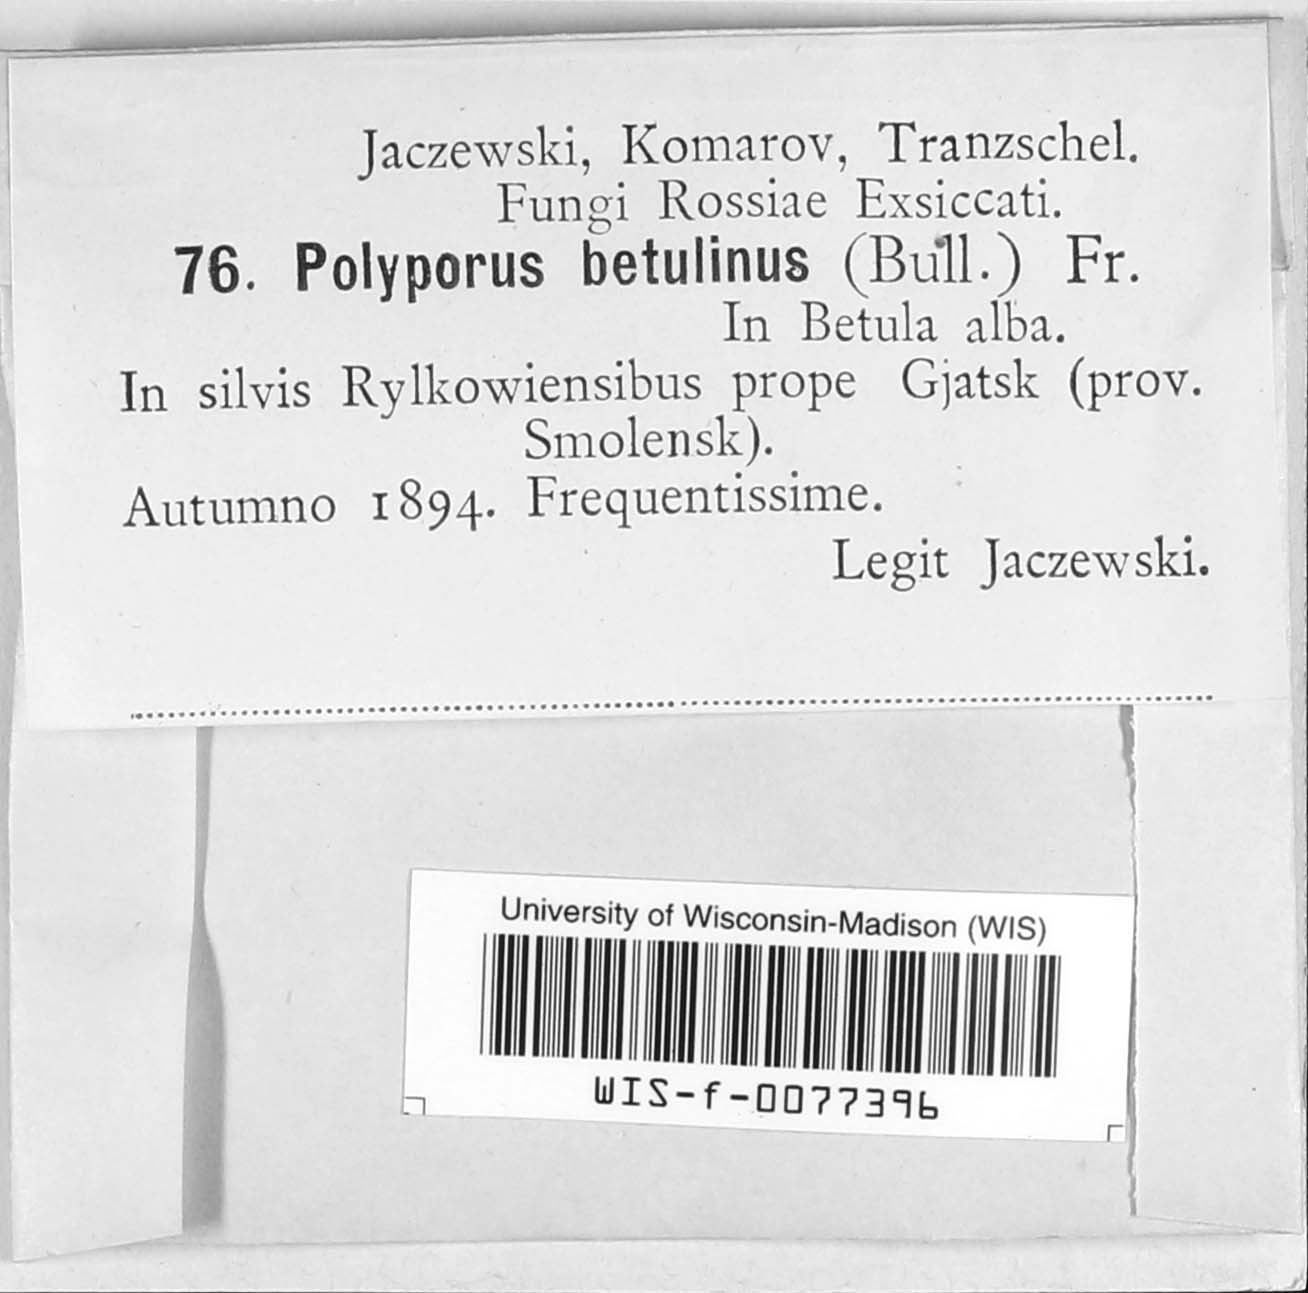 Jaczewski, Komarov, Tranzschel.
Fungi Rossiae Exsiccati.
76. Polyporus betulinus (Bull.) Fr.
In Betula alba.
In silvis Rylkowiensibus prope Gjatsk (prov.
Smolensk).
Autumno 1894. Frequentissime.
Legit Jaczewski.
University of Wisconsin-Madison (WIS)
WIS-f-0077396